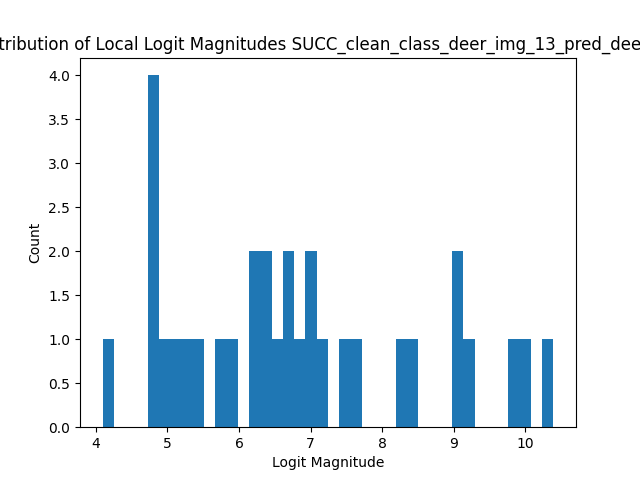 tribution of Local Logit Magnitudes SUCC_clean_class_deer_img_13_pred_dee
4.0
3.5
3.0
2.5
2.0
1.5
1.0
0.5
0.0
Count
4 5 6 7 8 9 10
Logit Magnitude